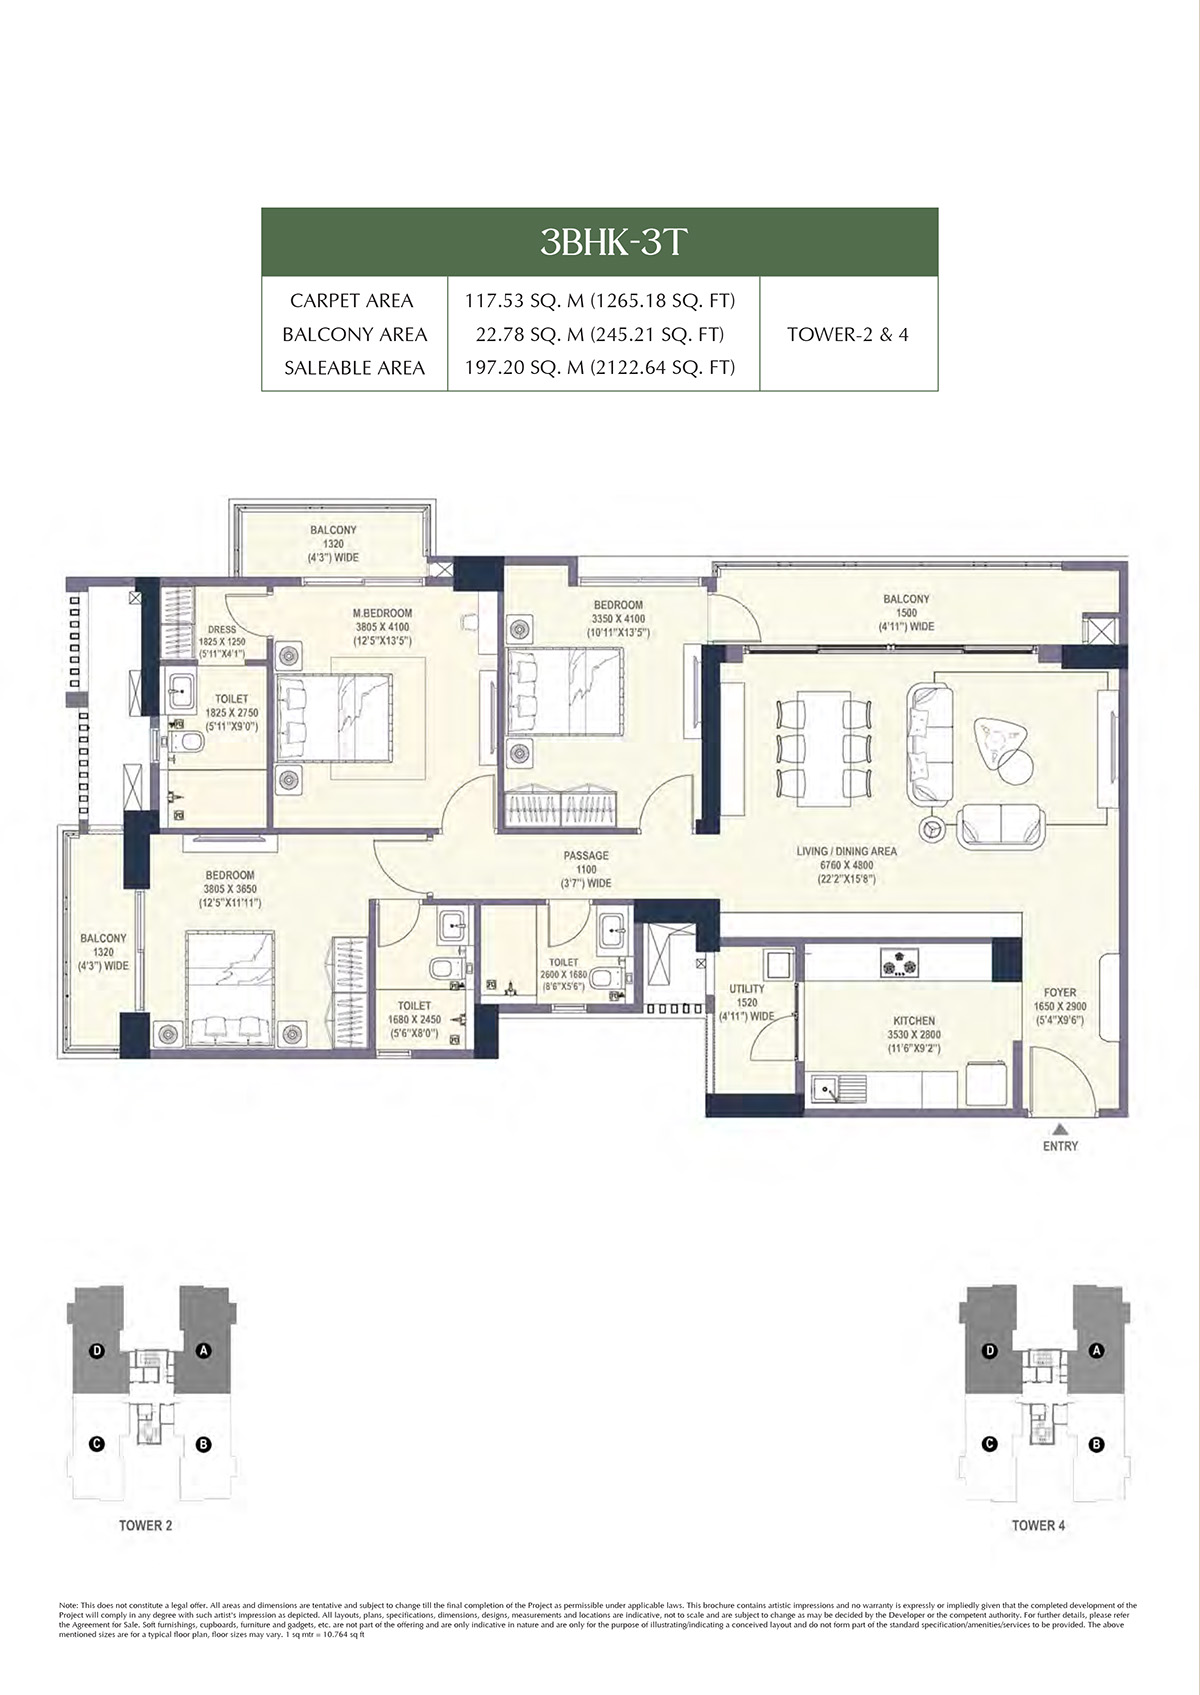 3BHK-3T
CARPET AREA 117.53 SQ. M (1265.18 SQ. FT)
BALCONY AREA 22.78 SQ. M (245.21 SQ. FT) TOWER-2 & 4
SALEABLE AREA 197.20 SQ. M (2122.64 SQ. FT)
BALCONY
1320
(4'3") WIDE
M.BEDROOM
3805 X 4100
(12'5"X13'5")
BEDROOM
3350 X 4100
(10'11"X13'5")
BALCONY
1500
(4'11") WIDE
DRESS
1825 X 1250
(5'11"X4'1")
TOILET
1825 X 2750
(5'11"X9'0")
LIVING / DINING AREA
6760 X 4800
(22'2"X15'8")
PASSAGE
1100
(3'7") WIDE
BEDROOM
3805 X 3650
(12'5"X11'11")
BALCONY
1320
(4'3") WIDE
TOILET
1680 X 2450
(5'6"X8'0")
TOILET
2600 X 1680
(8'6"X5'6")
UTILITY
1520
(4'11") WIDE
KITCHEN
3530 X 2800
(11'6"X9'2")
FOYER
1650 X 2900
(5'4"X9'6")
ENTRY
D A
C B
TOWER 2
D A
C B
TOWER 4
Note: This does not constitute a legal offer. All areas and dimensions are tentative and subject to change till the final completion of the Project as permissible under applicable laws. This brochure contains artistic impressions and no warranty is expressly or impliedly given that the completed development of the
Project will comply in any degree with such artist's impression as depicted. All layouts, plans, specifications, dimensions, designs, measurements and locations are indicative, not to scale and are subject to change as may be decided by the Developer or the competent authority. For further details, please refer
the Agreement for Sale. Soft furnishings, cupboards, furniture and gadgets, etc. are not part of the offering and are only indicative in nature and are only for the purpose of illustrating/indicating a conceived layout and do not form part of the standard specification/amenities/services to be provided. The above
mentioned sizes are for a typical floor plan, floor sizes may vary. 1 sq mtr = 10.764 sq ft